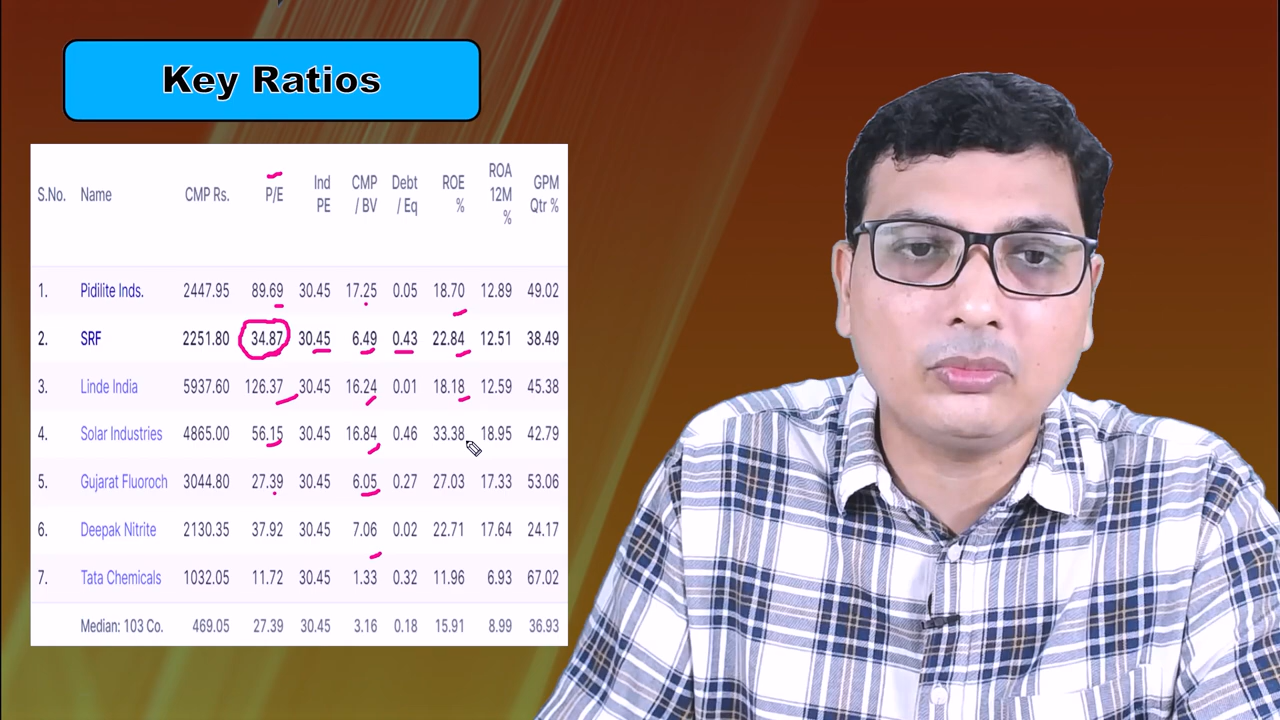 Key Ratios
S.No. Name CMP Rs. P/E Ind PE CMP / BV Debt / Eq ROE % ROA 12M % GPM Qtr %
1. Pidilite Inds. 2447.95 89.69 30.45 17.25 0.05 18.70 12.89 49.02
2. SRF 2251.80 34.87 30.45 6.49 0.43 22.84 12.51 38.49
3. Linde India 5937.60 126.37 30.45 16.24 0.01 18.18 12.59 45.38
4. Solar Industries 4865.00 56.15 30.45 16.84 0.46 33.38 18.95 42.79
5. Gujarat Fluoroch 3044.80 27.39 30.45 6.05 0.27 27.03 17.33 53.06
6. Deepak Nitrite 2130.35 37.92 30.45 7.06 0.02 22.71 17.64 24.17
7. Tata Chemicals 1032.05 11.72 30.45 1.33 0.32 11.96 6.93 67.02
Median: 103 Co. 469.05 27.39 30.45 3.16 0.18 15.91 8.99 36.93